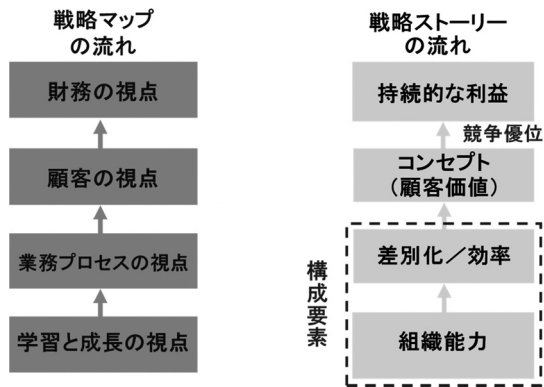 戦略マップ
の流れ
財務の視点
顧客の視点
業務プロセスの視点
学習と成長の視点
戦略ストーリー
の流れ
持続的な利益
競争優位
コンセプト
(顧客価値)
差別化／効率
組織能力
構成要素